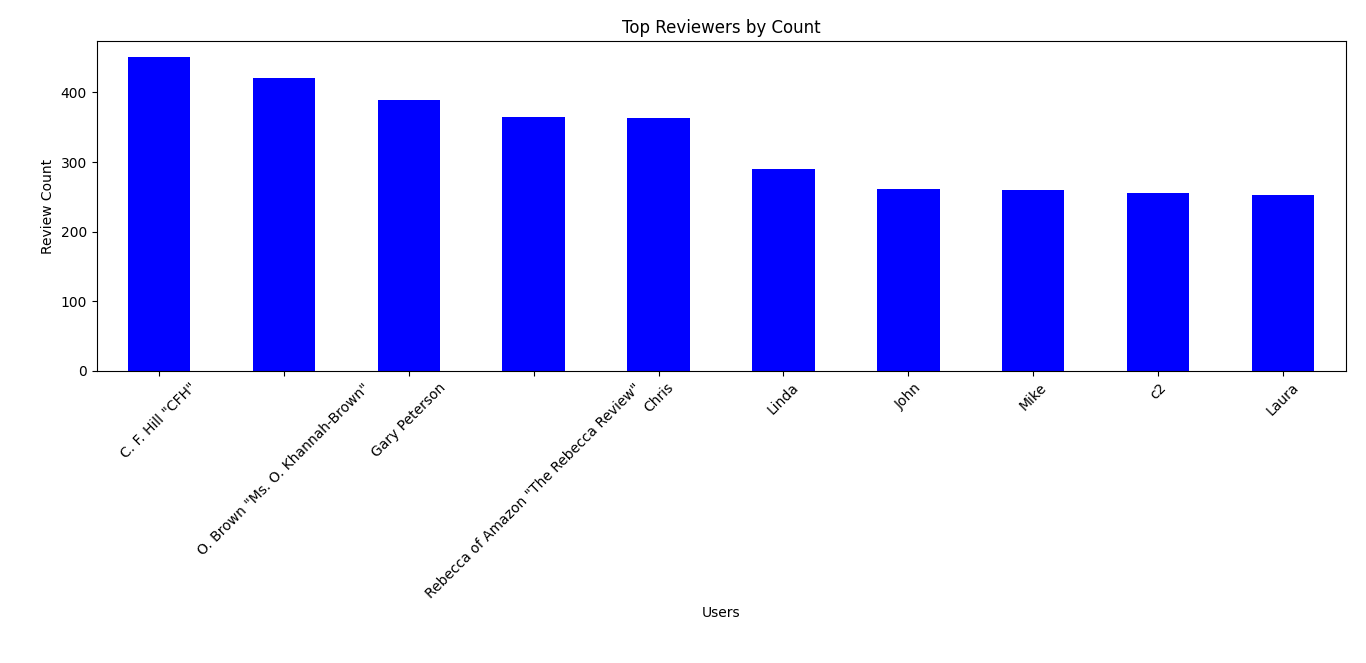 Top Reviewers by Count
Review Count
400
300
200
100
0
C. F. Hill "CFH"
O. Brown "Ms. O. Khannah-Brown"
Gary Peterson
Rebecca of Amazon "The Rebecca Review"
Chris
Linda
John
Mike
c2
Laura
Users